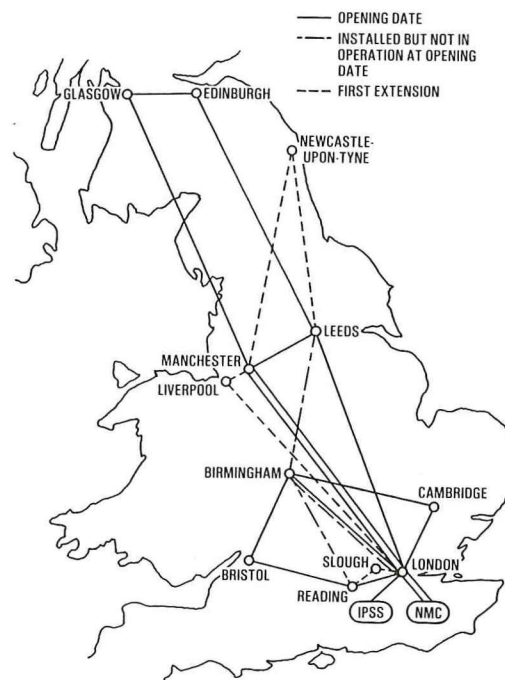 OPENING DATE
INSTALLED BUT NOT IN
OPERATION AT OPENING
DATE
FIRST EXTENSION
GLASGOW
EDINBURGH
NEWCASTLE-
UPON-TYNE
LEEDS
MANCHESTER
LIVERPOOL
BIRMINGHAM
CAMBRIDGE
SLOUGH
LONDON
BRISTOL
READING
IPSS
NMC